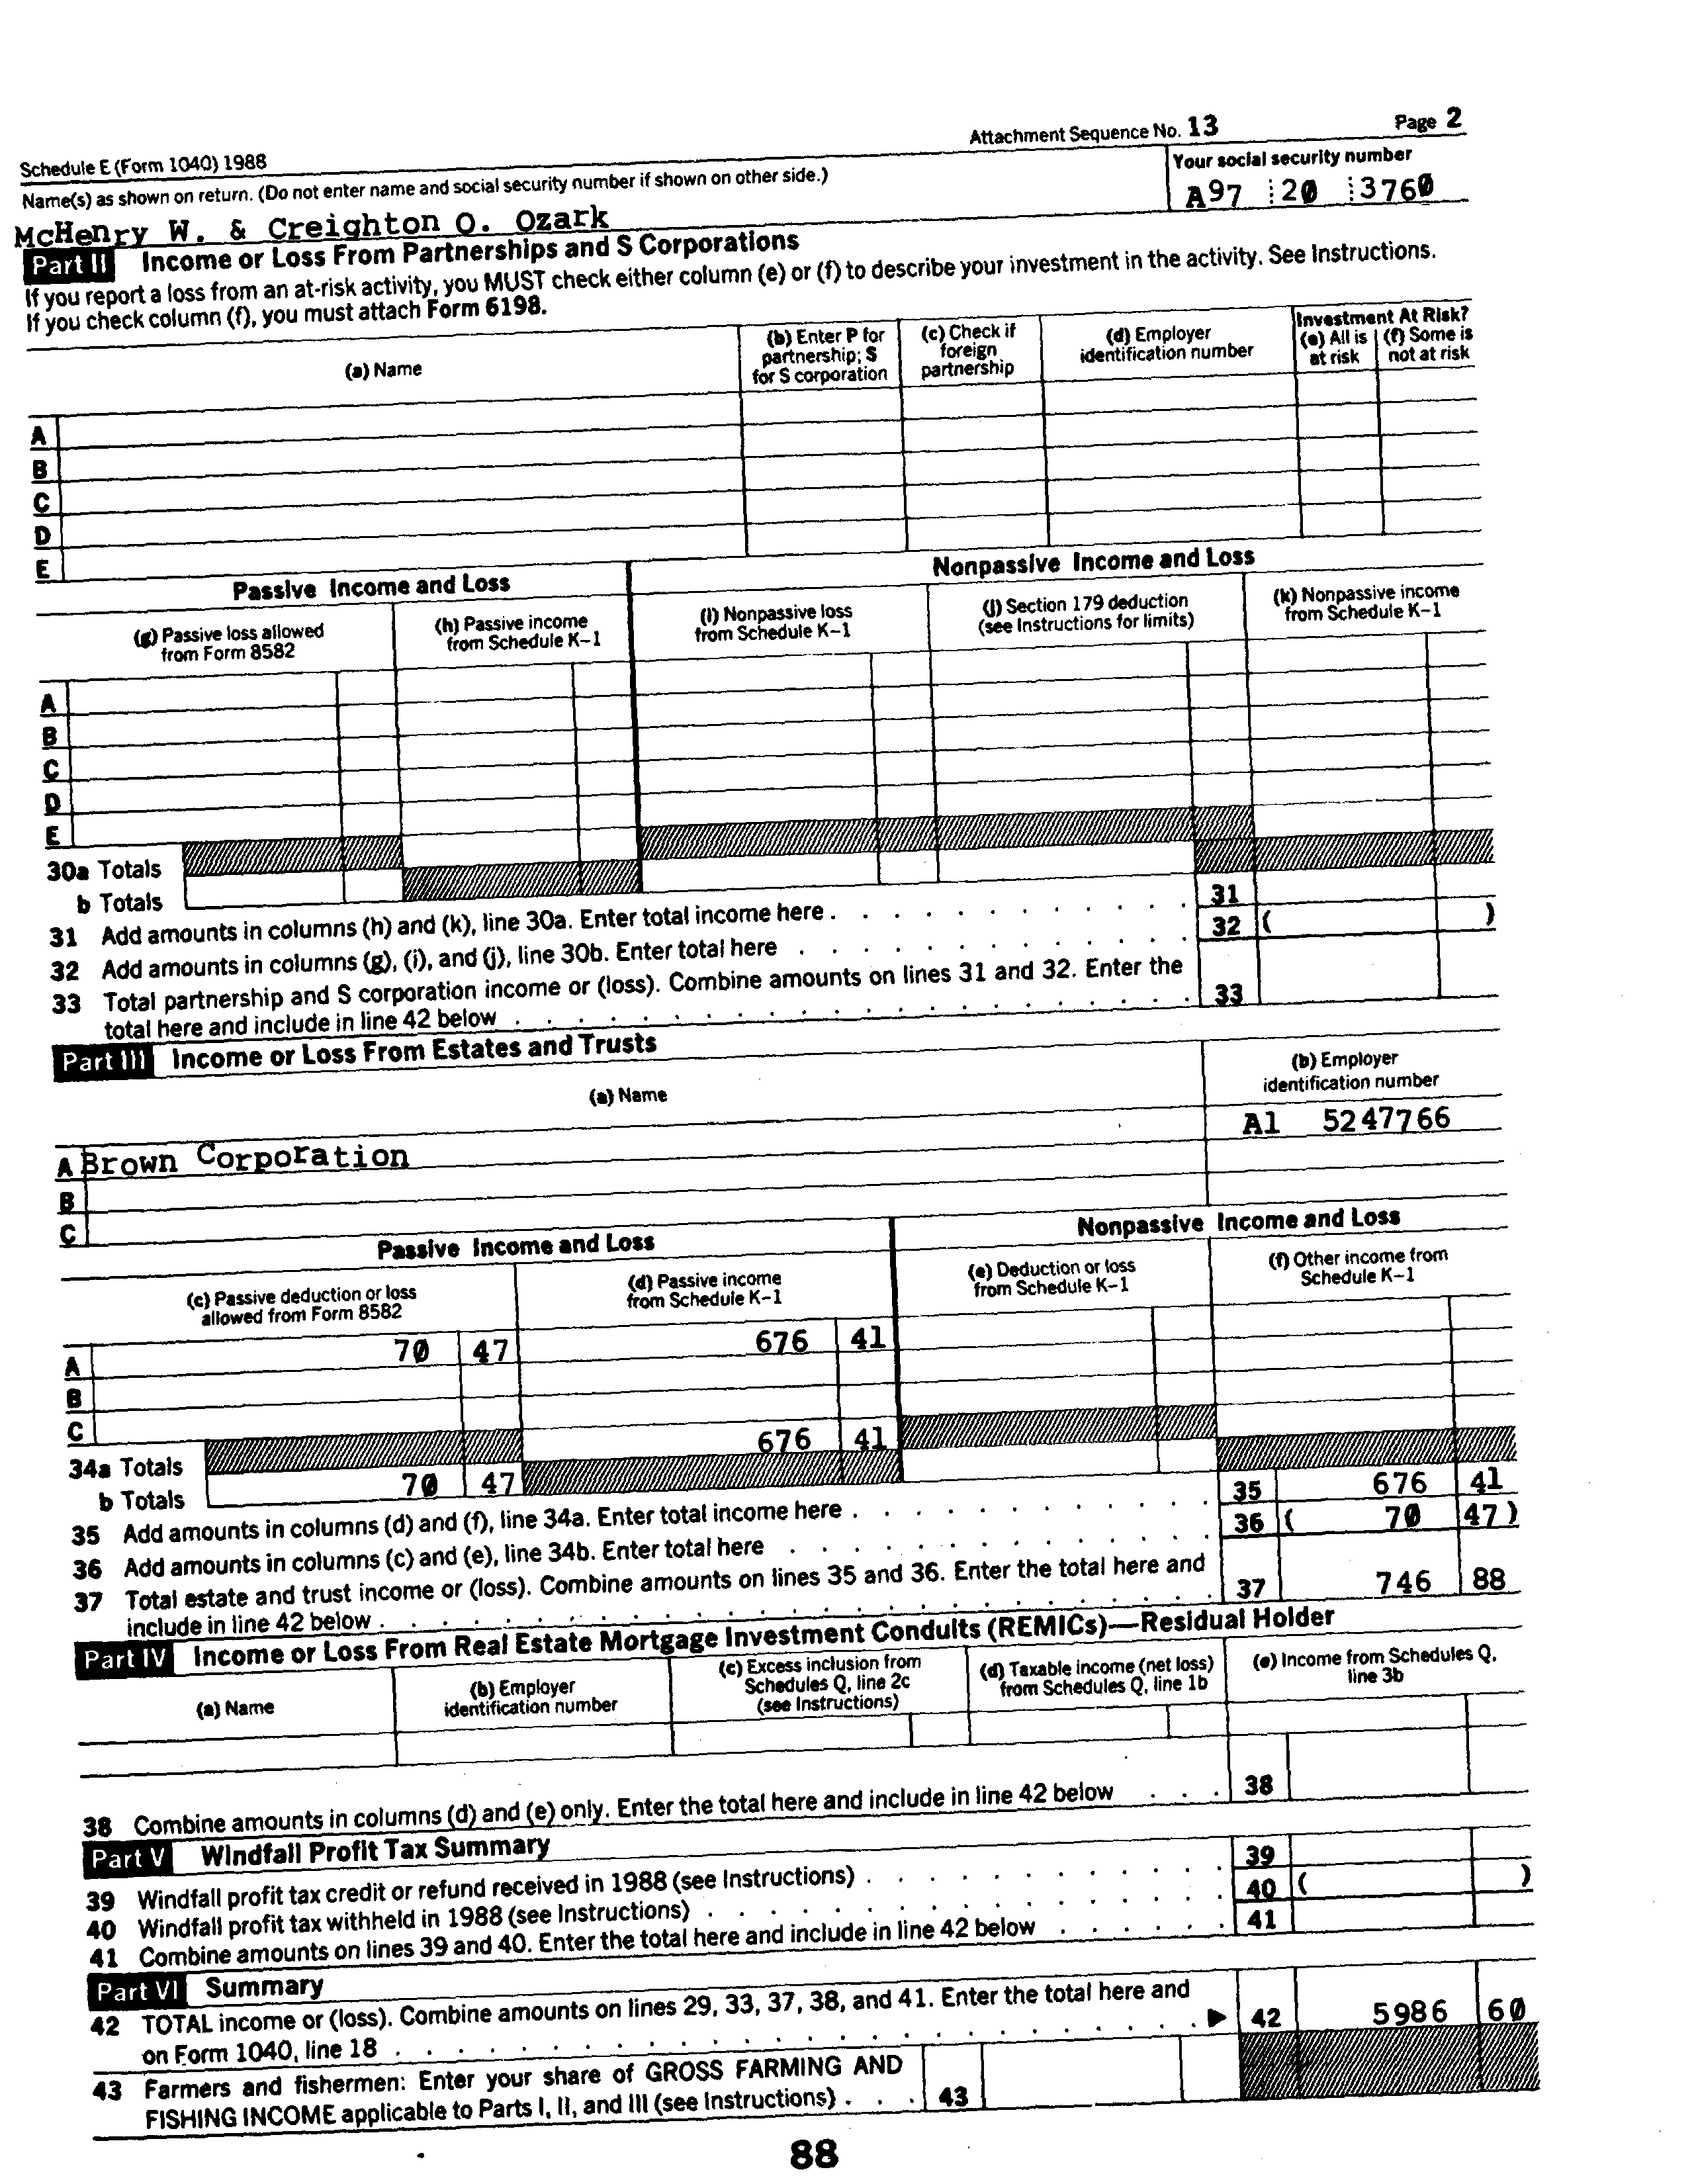 Attachment Sequence No. 13 Page 2
Schedule E (Form 1040) 1988
Name(s) as shown on return. (Do not enter name and social security number if shown on other side.) Your social security number
McHenry W. & Creighton O. Ozark A97 20 3760
Part II Income or Loss From Partnerships and S Corporations
If you report a loss from an at-risk activity, you MUST check either column (e) or (f) to describe your investment in the activity. See Instructions.
If you check column (f), you must attach Form 6198.
(a) Name
(b) Enter P for
partnership; S
for S corporation
(c) Check if
foreign
partnership
(d) Employer
identification number
Investment At Risk?
(e) All is
at risk
(f) Some is
not at risk
A
B
C
D
E
Passive Income and Loss Nonpassive Income and Loss
(g) Passive loss allowed
from Form 8582
(h) Passive income
from Schedule K-1
(i) Nonpassive loss
from Schedule K-1
(j) Section 179 deduction
(see Instructions for limits)
(k) Nonpassive income
from Schedule K-1
A
B
C
D
E
30a Totals
b Totals
31 Add amounts in columns (h) and (k), line 30a. Enter total income here . . . . . . . . . . 31
32 Add amounts in columns (g), (i), and (j), line 30b. Enter total here . . . . . . . . . . 32 ( )
33 Total partnership and S corporation income or (loss). Combine amounts on lines 31 and 32. Enter the
total here and include in line 42 below . . . . . . . . . . 33
Part III Income or Loss From Estates and Trusts
(a) Name
(b) Employer
identification number
A Brown Corporation A1 5247766
B
C
Passive Income and Loss Nonpassive Income and Loss
(c) Passive deduction or loss
allowed from Form 8582
(d) Passive income
from Schedule K-1
(e) Deduction or loss
from Schedule K-1
(f) Other income from
Schedule K-1
A 70 47 676 41
B
C
34a Totals 676 41
b Totals 70 47
35 Add amounts in columns (d) and (f), line 34a. Enter total income here . . . . . . . . . . 35 676 41
36 Add amounts in columns (c) and (e), line 34b. Enter total here . . . . . . . . . . 36 ( 70 47 )
37 Total estate and trust income or (loss). Combine amounts on lines 35 and 36. Enter the total here and
include in line 42 below . . . . . . . . . . 37 746 88
Part IV Income or Loss From Real Estate Mortgage Investment Conduits (REMICs)—Residual Holder
(a) Name
(b) Employer
identification number
(c) Excess inclusion from
Schedules Q, line 2c
(see Instructions)
(d) Taxable income (net loss)
from Schedules Q, line 1b
(e) Income from Schedules Q,
line 3b
38 Combine amounts in columns (d) and (e) only. Enter the total here and include in line 42 below . . . 38
Part V Windfall Profit Tax Summary
39 Windfall profit tax credit or refund received in 1988 (see Instructions) . . . . . . . . . . 39
40 Windfall profit tax withheld in 1988 (see Instructions) . . . . . . . . . . 40 ( )
41 Combine amounts on lines 39 and 40. Enter the total here and include in line 42 below . . . . . . 41
Part VI Summary
42 TOTAL income or (loss). Combine amounts on lines 29, 33, 37, 38, and 41. Enter the total here and
on Form 1040, line 18 . . . . . . . . . . ▶ 42 5986 60
43 Farmers and fishermen: Enter your share of GROSS FARMING AND
FISHING INCOME applicable to Parts I, II, and III (see Instructions) . . . 43
88